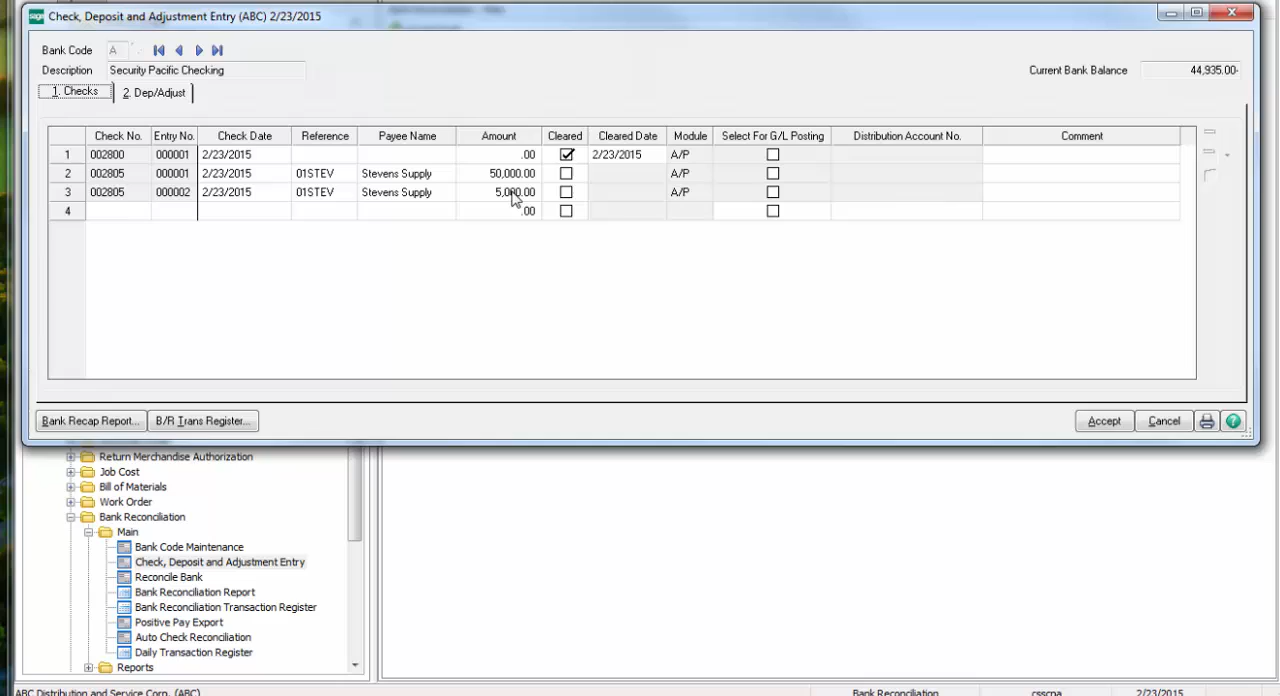 sage Check, Deposit and Adjustment Entry (ABC) 2/23/2015
Bank Code A
Description Security Pacific Checking Current Bank Balance 44,935.00-
1. Checks 2. Dep/Adjust
Check No. Entry No. Check Date Reference Payee Name Amount Cleared Cleared Date Module Select For G/L Posting Distribution Account No. Comment
1 002800 000001 2/23/2015 .00 2/23/2015 A/P
2 002805 000001 2/23/2015 01STEV Stevens Supply 50,000.00 A/P
3 002805 000002 2/23/2015 01STEV Stevens Supply 5,000.00 A/P
4 .00
Bank Recap Report... B/R Trans Register... Accept Cancel
Return Merchandise Authorization
Job Cost
Bill of Materials
Work Order
Bank Reconciliation
Main
Bank Code Maintenance
Check, Deposit and Adjustment Entry
Reconcile Bank
Bank Reconciliation Report
Bank Reconciliation Transaction Register
Positive Pay Export
Auto Check Reconciliation
Daily Transaction Register
Reports
ABC Distribution and Service Corp. (ABC) Bank Reconciliation csscpa 2/23/2015